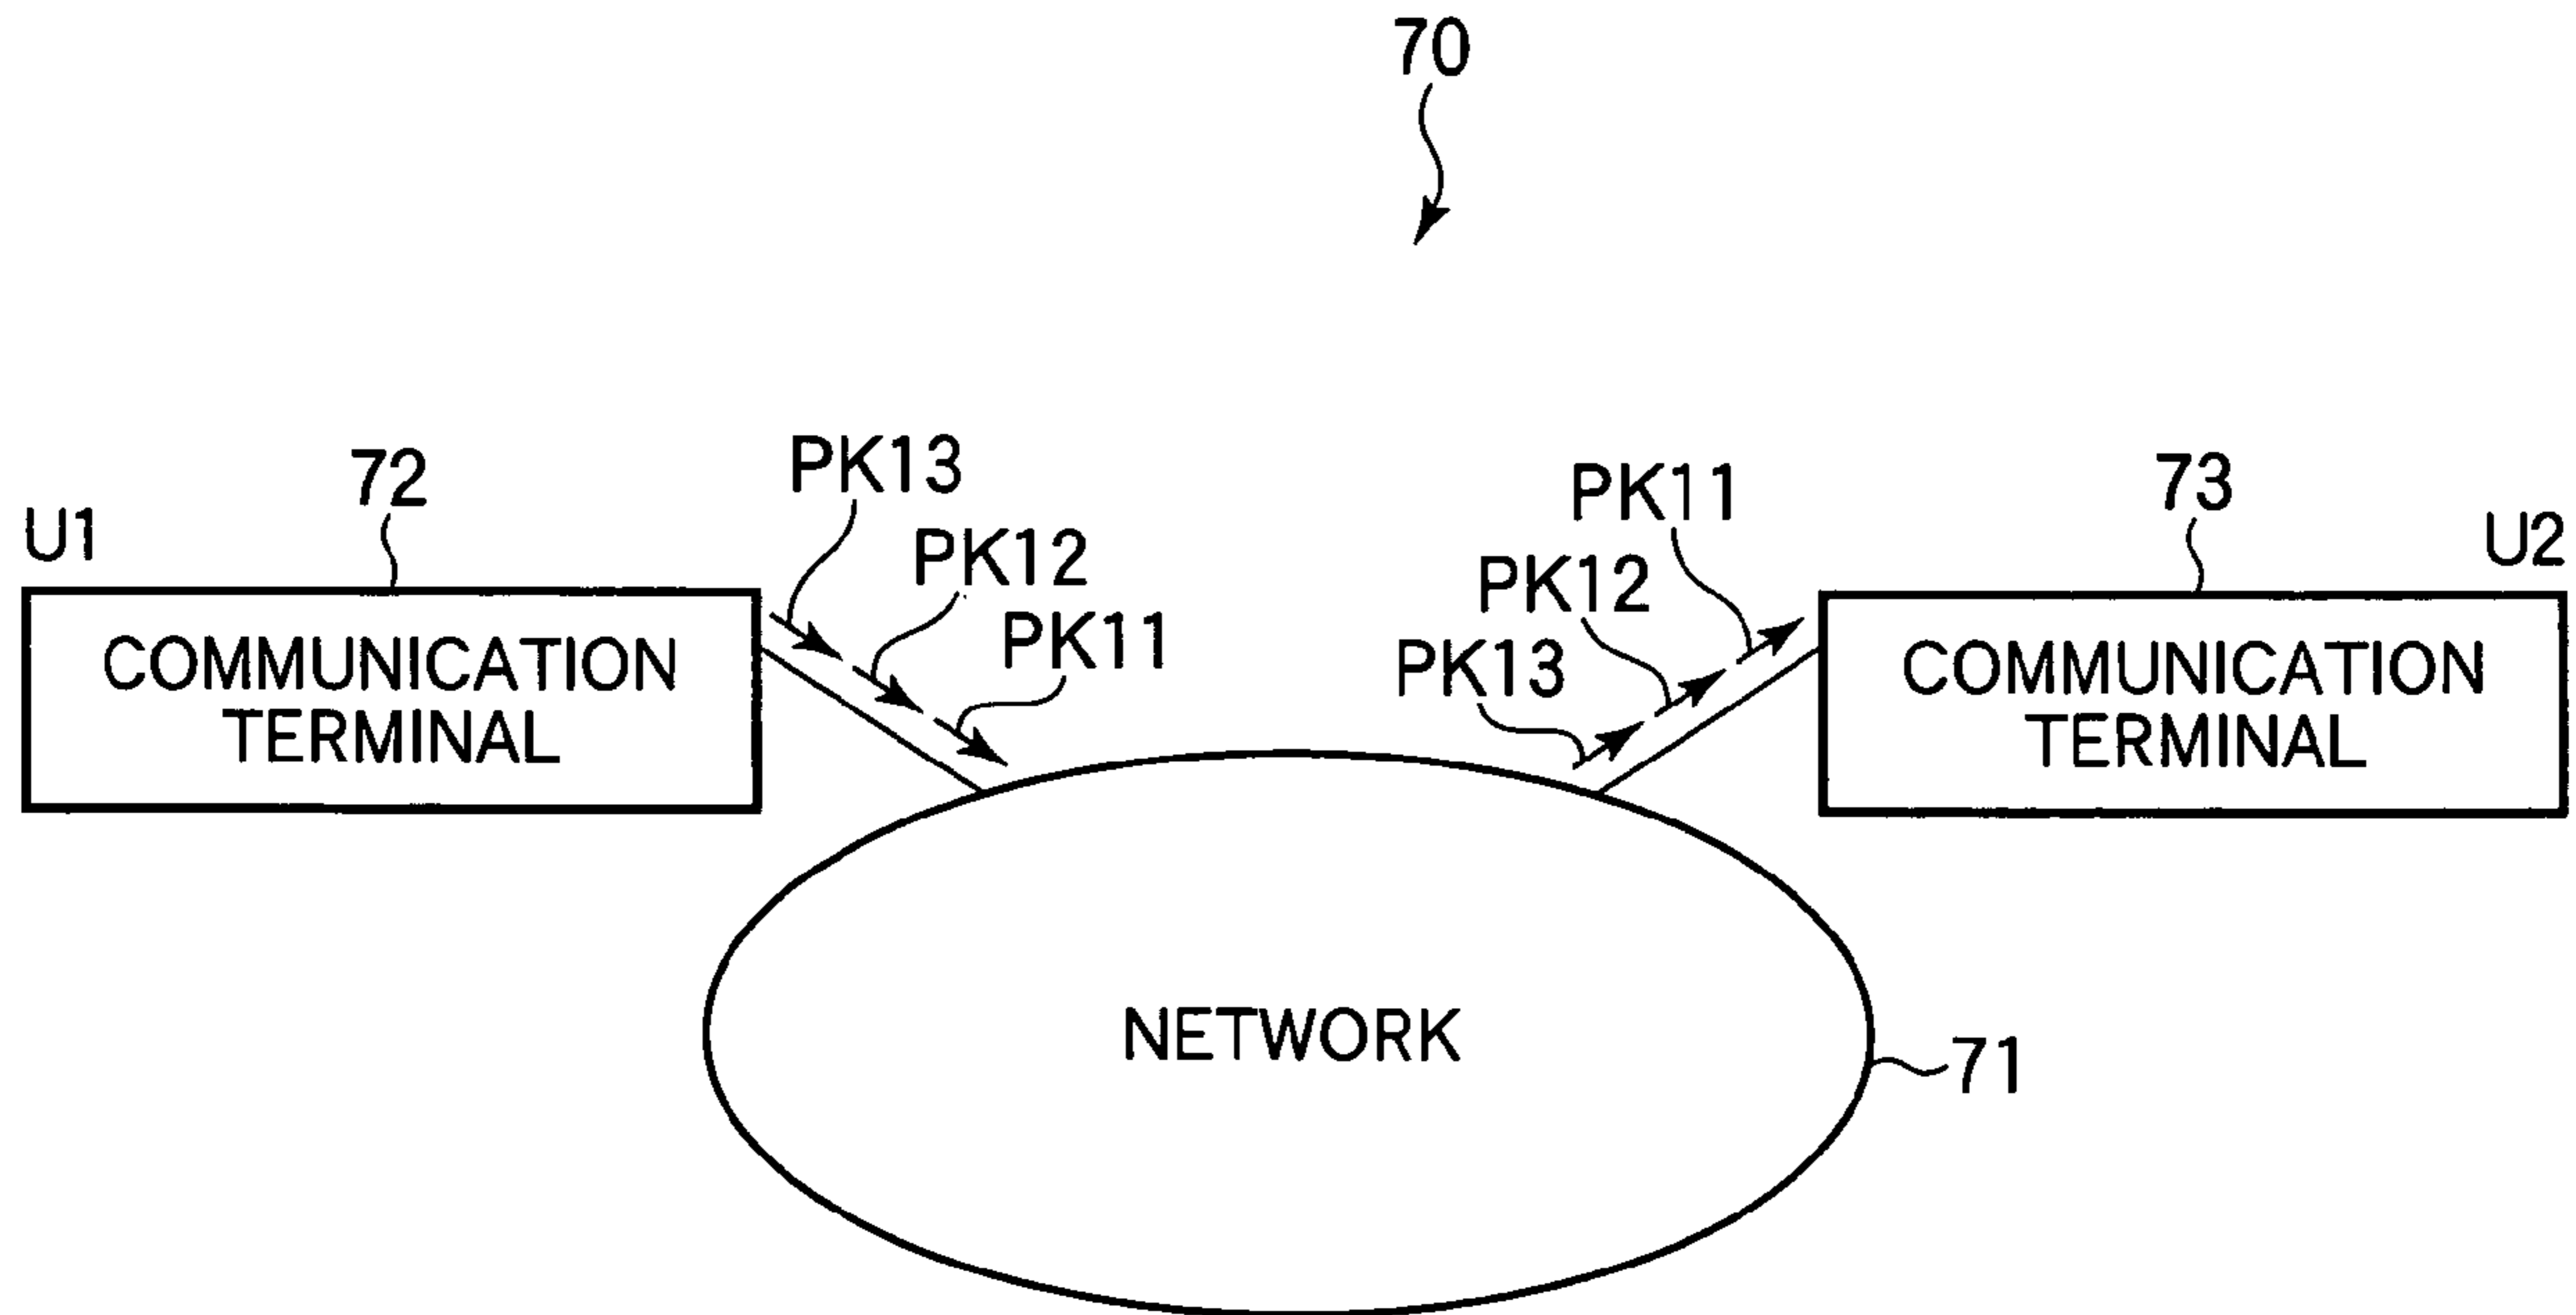 70
72
PK13
PK11
73
U1
PK12
PK12
U2
PK11
PK13
COMMUNICATION
TERMINAL
COMMUNICATION
TERMINAL
NETWORK
71